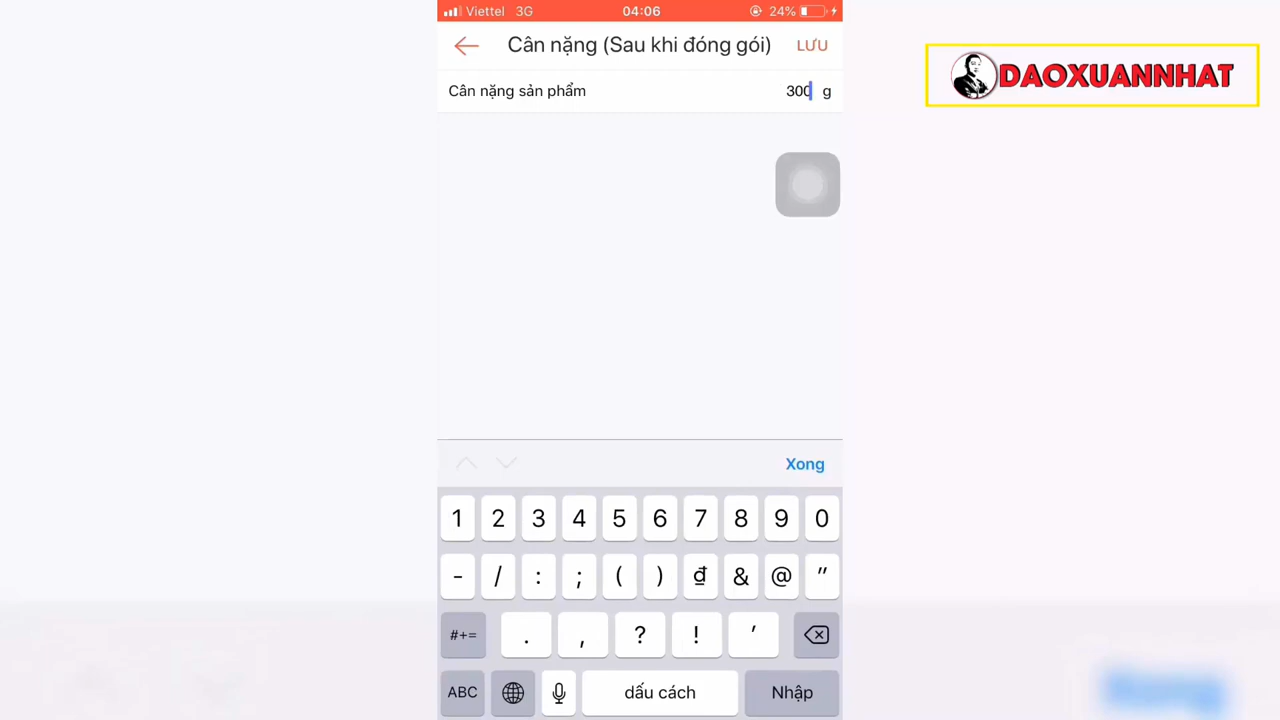 Viettel 3G 04:06 24%
Cân nặng (Sau khi đóng gói) LƯU
DAOXUANNHAT
Cân nặng sản phẩm 300 g
Xong
1 2 3 4 5 6 7 8 9 0
- / : ; ( ) ₫ & @ "
#+= . , ? ! ’
ABC dấu cách Nhập
Xong